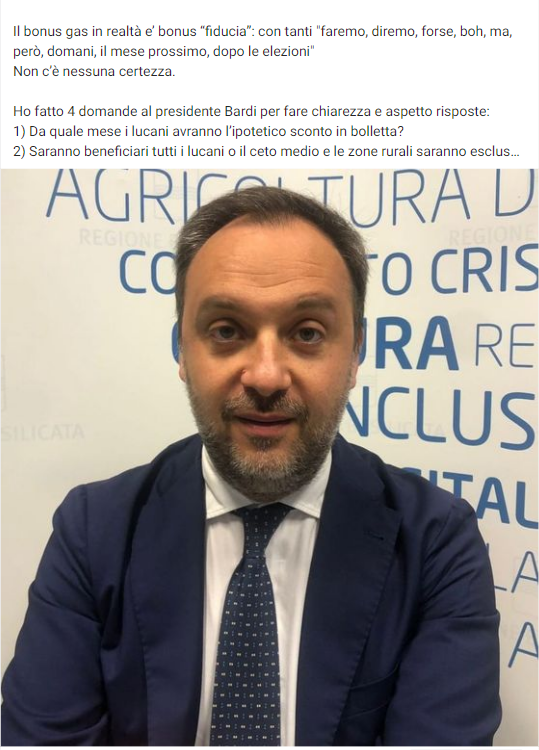 Il bonus gas in realtà e’ bonus “fiducia”: con tanti "faremo, diremo, forse, boh, ma,
però, domani, il mese prossimo, dopo le elezioni"
Non c’è nessuna certezza.
Ho fatto 4 domande al presidente Bardi per fare chiarezza e aspetto risposte:
1) Da quale mese i lucani avranno l’ipotetico sconto in bolletta?
2) Saranno beneficiari tutti i lucani o il ceto medio e le zone rurali saranno esclus…
AGRICOLTURA D
REGIONE
REGIONE
CO TO CRIS
URA RE
NCLUS
SILICATA
ITAL
LA
A